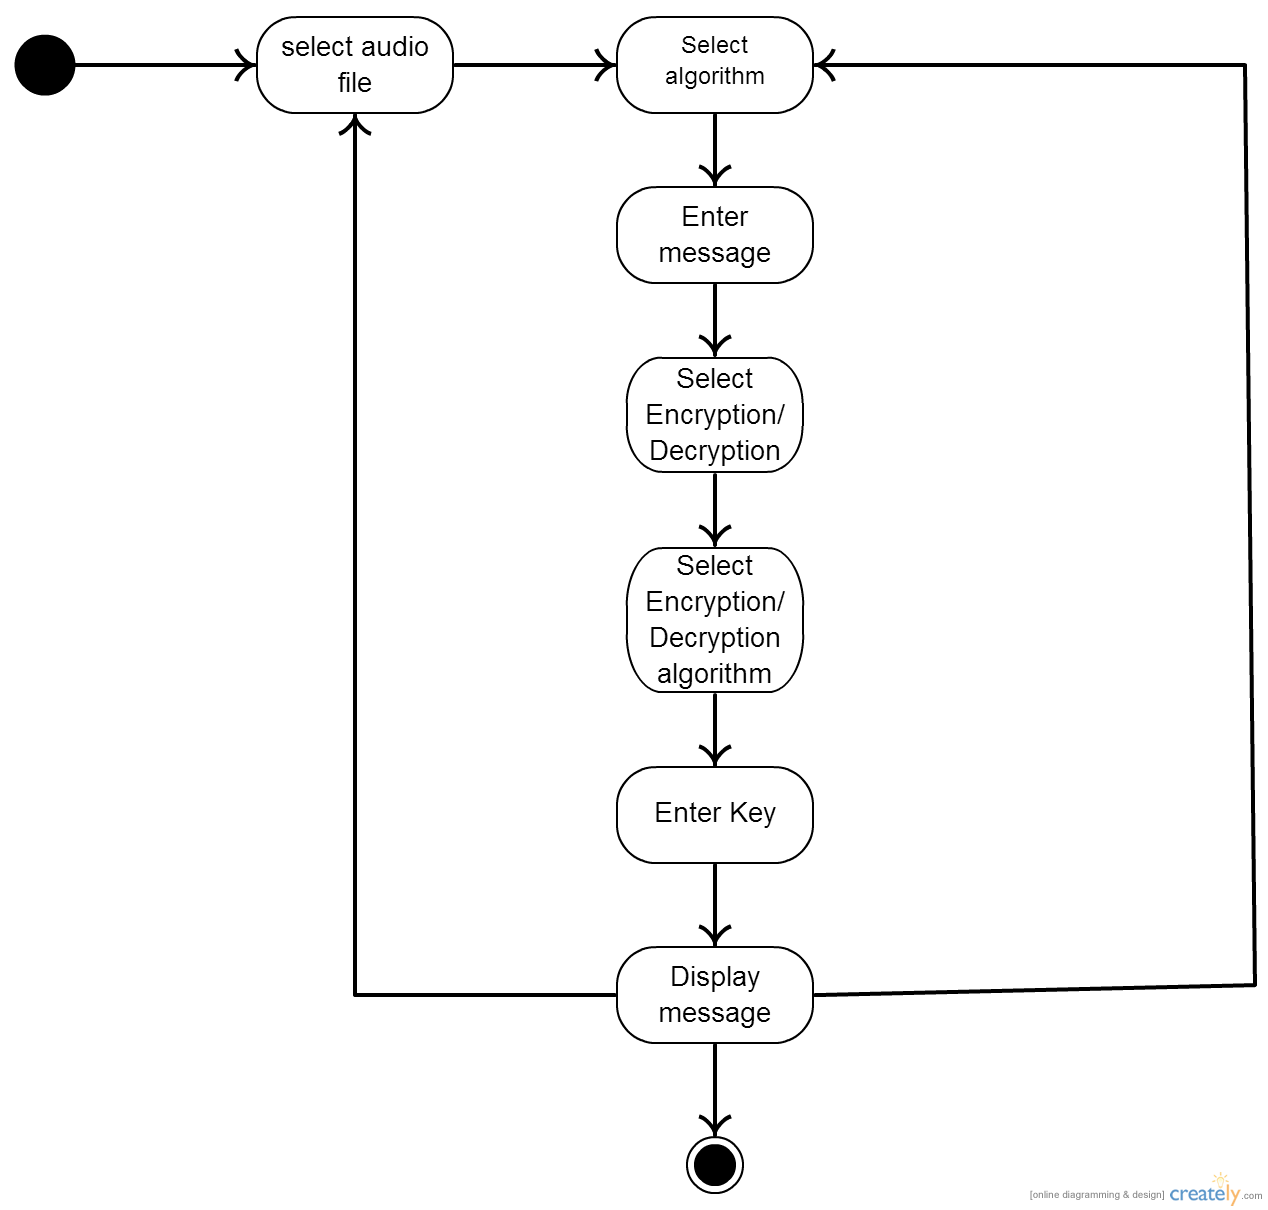 select audio
file
Select
algorithm
Enter
message
Select
Encryption/
Decryption
Select
Encryption/
Decryption
algorithm
Enter Key
Display
message
[online diagramming & design] creately.com